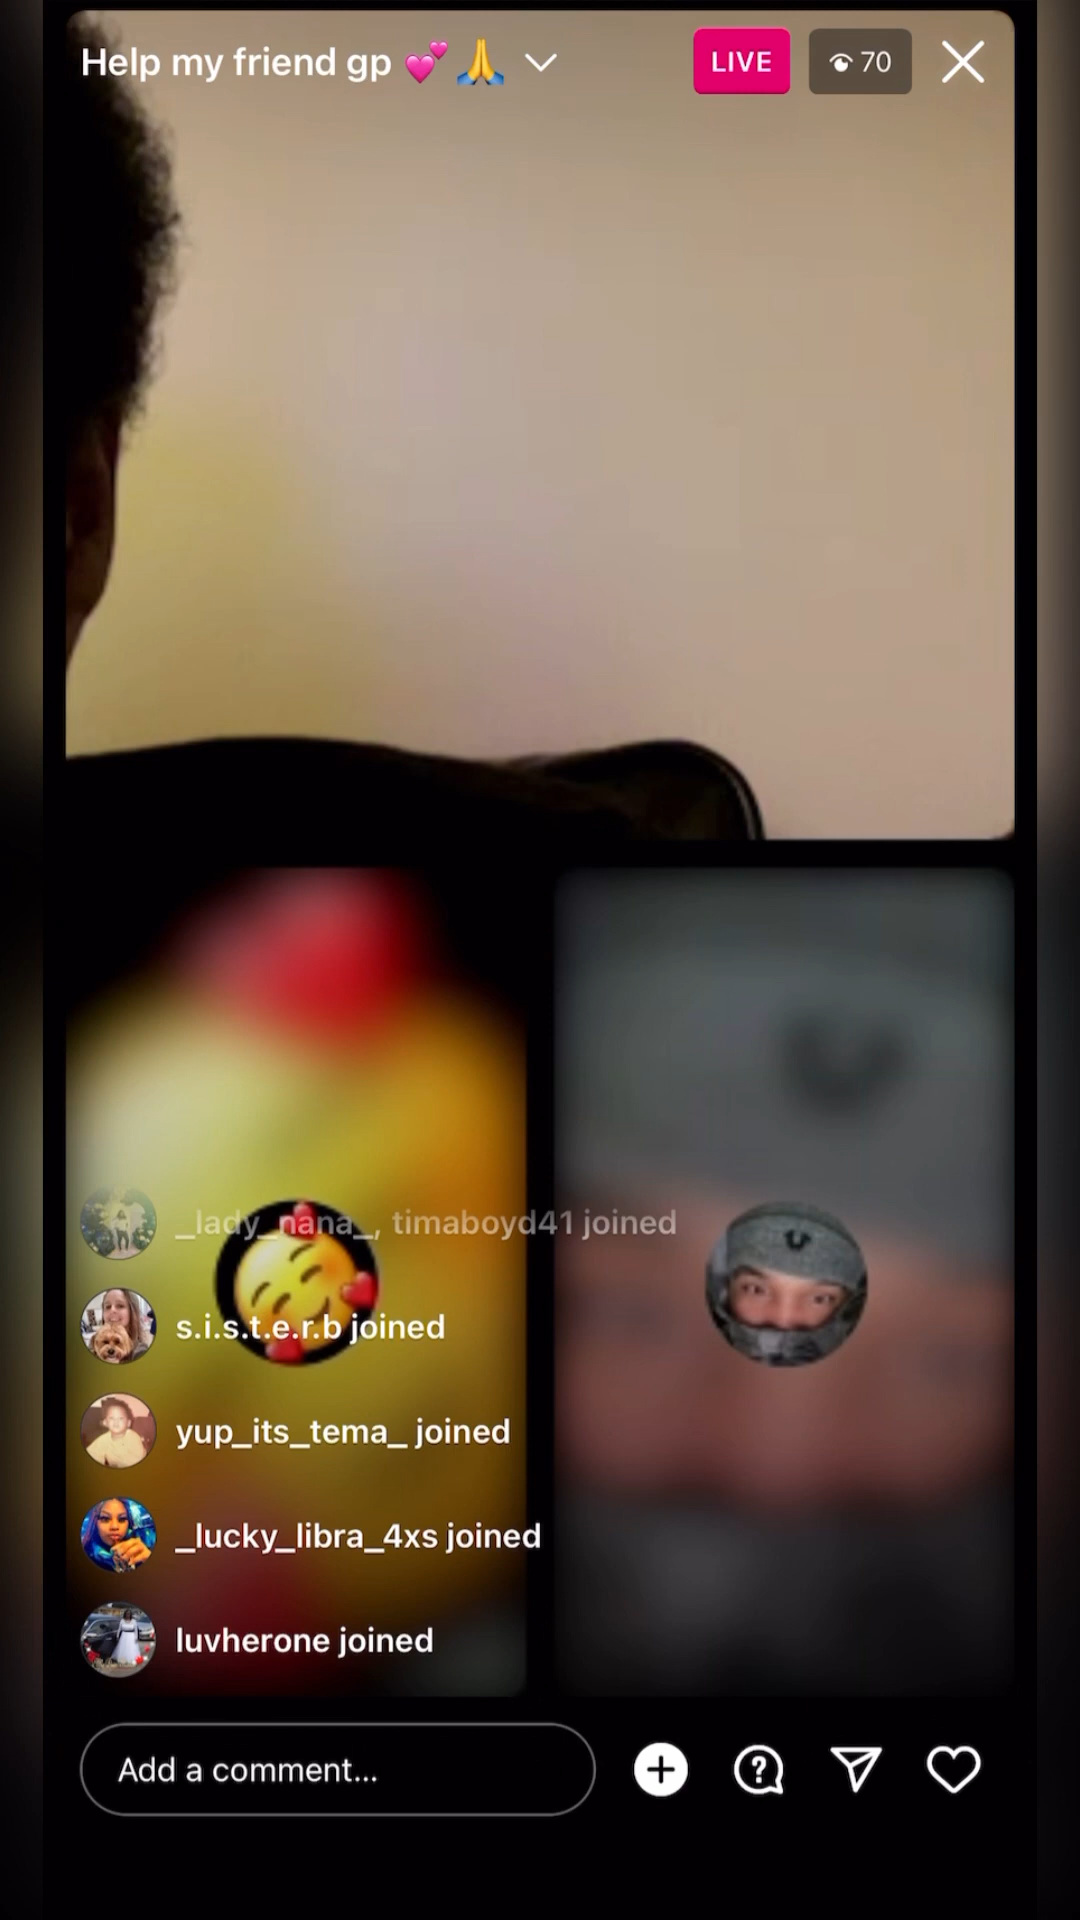 Help my friend gp 💕 🙏
LIVE
70
_lady_nana_, timaboyd41 joined
s.i.s.t.e.r.b joined
yup_its_tema_ joined
_lucky_libra_4xs joined
luvherone joined
Add a comment...